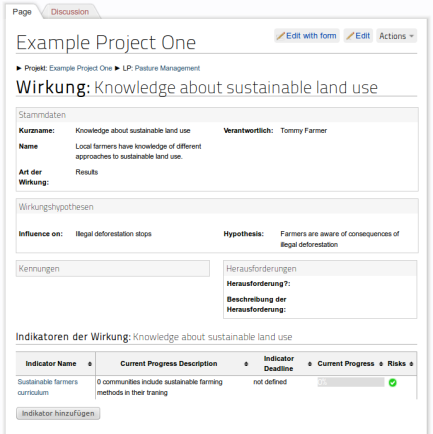 Page Discussion
Example Project One
Edit with form Edit Actions
► Projekt: Example Project One ► LP: Pasture Management
Wirkung: Knowledge about sustainable land use
Stammdaten
Kurzname: Knowledge about sustainable land use Verantwortlich: Tommy Farmer
Name Local farmers have knowledge of different
approaches to sustainable land use.
Art der Results
Wirkung:
Wirkungshypothesen
Influence on: Illegal deforestation stops Hypothesis: Farmers are aware of consequences of
illegal deforestation
Kennungen Herausforderungen
Herausforderung?:
Beschreibung der
Herausforderung:
Indikatoren der Wirkung: Knowledge about sustainable land use
Indicator Name Current Progress Description Indicator Deadline Current Progress Risks
Sustainable farmers 0 communities include sustainable farming not defined
curriculum methods in their traning
Indikator hinzufügen